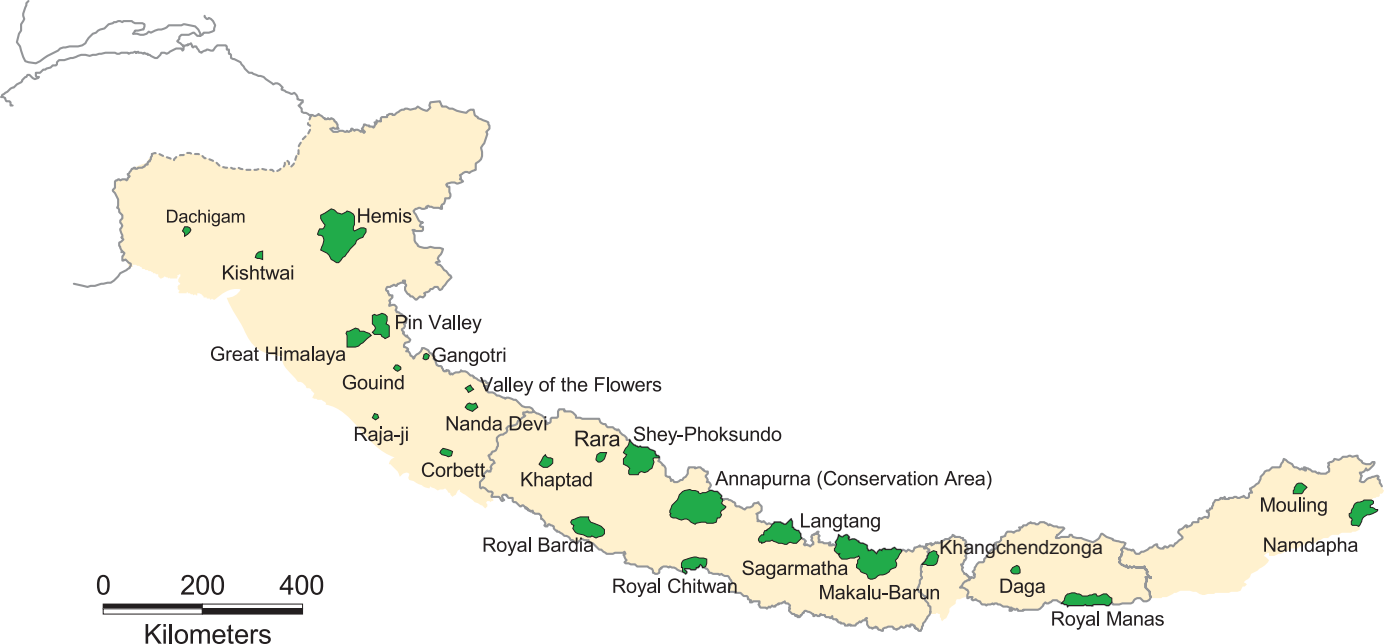 Dachigam
Hemis
Kishtwai
Pin Valley
Great Himalaya
Gangotri
Gouind
Valley of the Flowers
Nanda Devi
Raja-ji
Corbett
Rara
Shey-Phoksundo
Khaptad
Annapurna (Conservation Area)
Mouling
Langtang
Royal Bardia
Namdapha
Khangchendzonga
Sagarmatha
Royal Chitwan
Makalu-Barun
Daga
Royal Manas
0 200 400
Kilometers